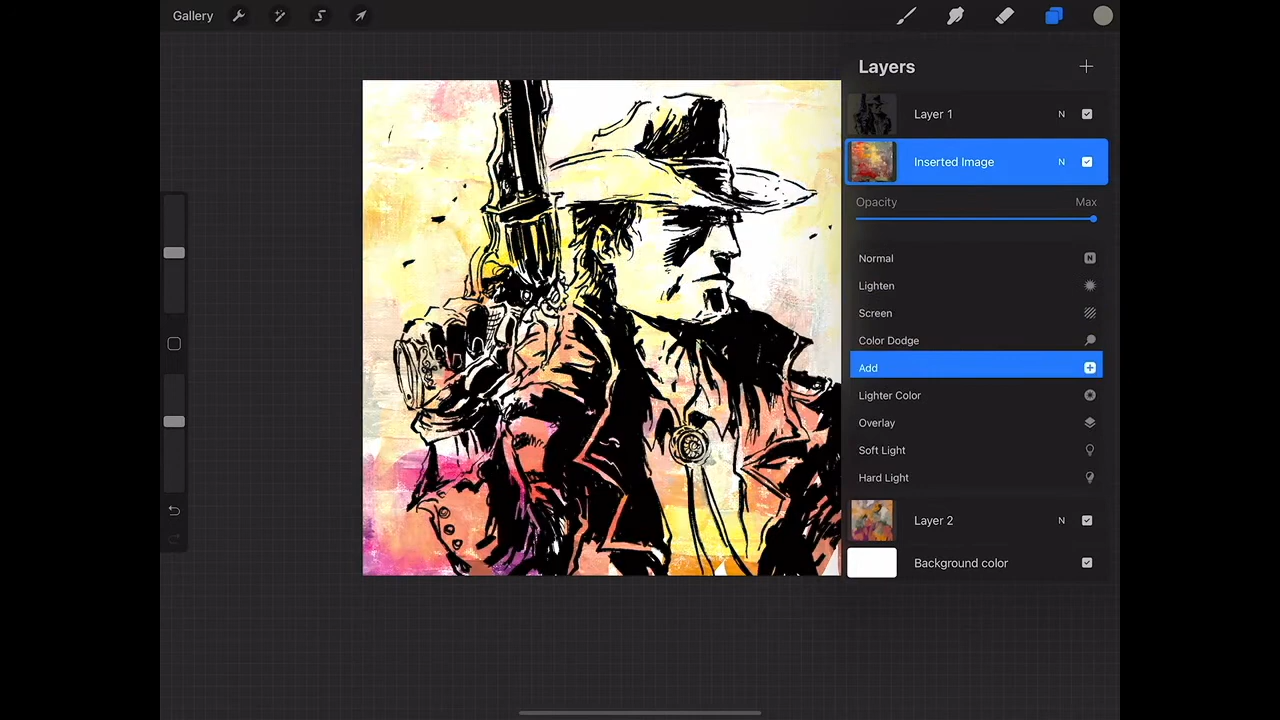 Gallery
Layers
Layer 1 N
Inserted Image N
Opacity Max
Normal N
Lighten
Screen
Color Dodge
Add
Lighter Color
Overlay
Soft Light
Hard Light
Layer 2 N
Background color